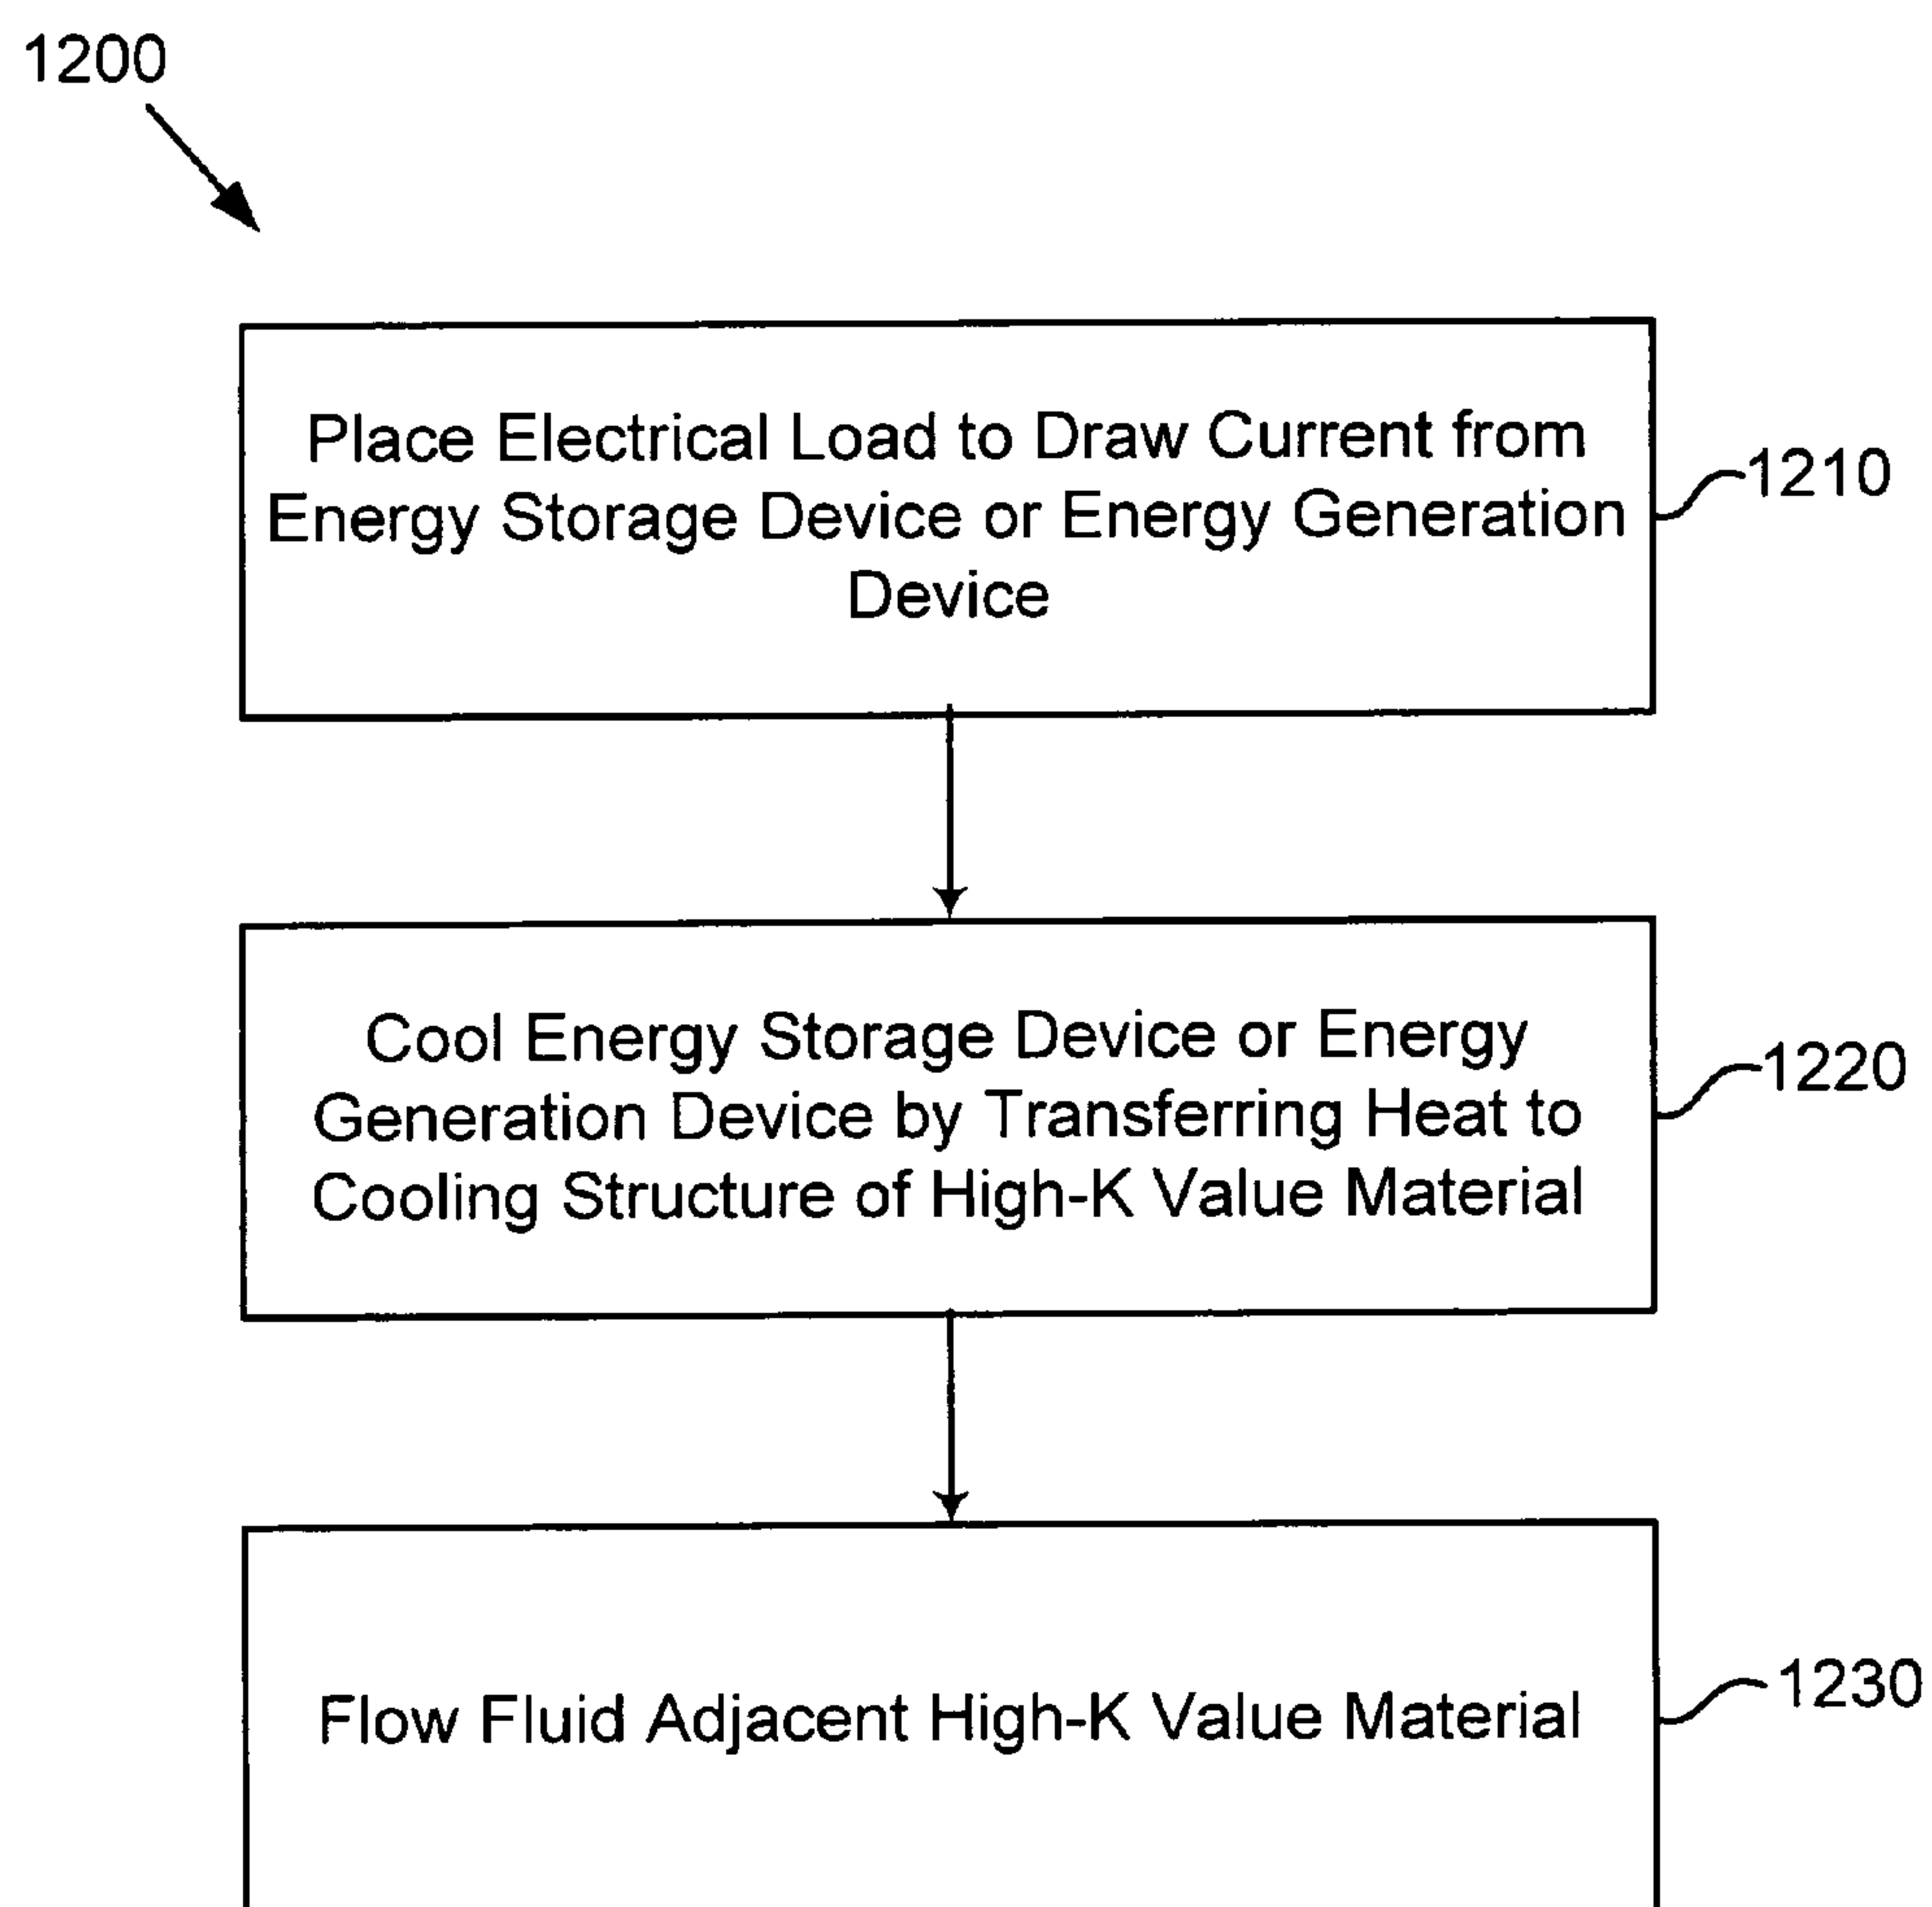 1200
Place Electrical Load to Draw Current from
Energy Storage Device or Energy Generation
Device
1210
Cool Energy Storage Device or Energy
Generation Device by Transferring Heat to
Cooling Structure of High-K Value Material
1220
Flow Fluid Adjacent High-K Value Material
1230